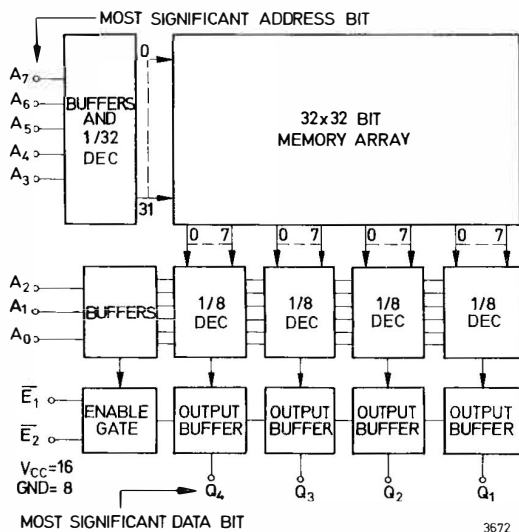 MOST SIGNIFICANT ADDRESS BIT
A7
A6
A5
A4
A3
BUFFERS
AND
1/32
DEC
0
31
32x32 BIT
MEMORY ARRAY
0 7 0 7 0 7 0 7
A2
A1
A0
BUFFERS
1/8
DEC
1/8
DEC
1/8
DEC
1/8
DEC
E̅1
E̅2
ENABLE
GATE
OUTPUT
BUFFER
OUTPUT
BUFFER
OUTPUT
BUFFER
OUTPUT
BUFFER
VCC=16
GND= 8
Q4 Q3 Q2 Q1
MOST SIGNIFICANT DATA BIT
3672